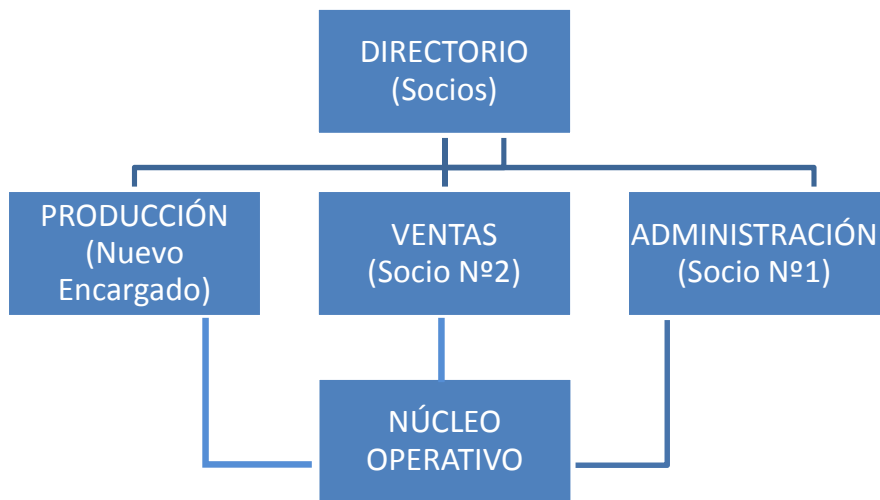 DIRECTORIO
(Socios)
PRODUCCIÓN
(Nuevo
Encargado)
VENTAS
(Socio Nº2)
ADMINISTRACIÓN
(Socio Nº1)
NÚCLEO
OPERATIVO